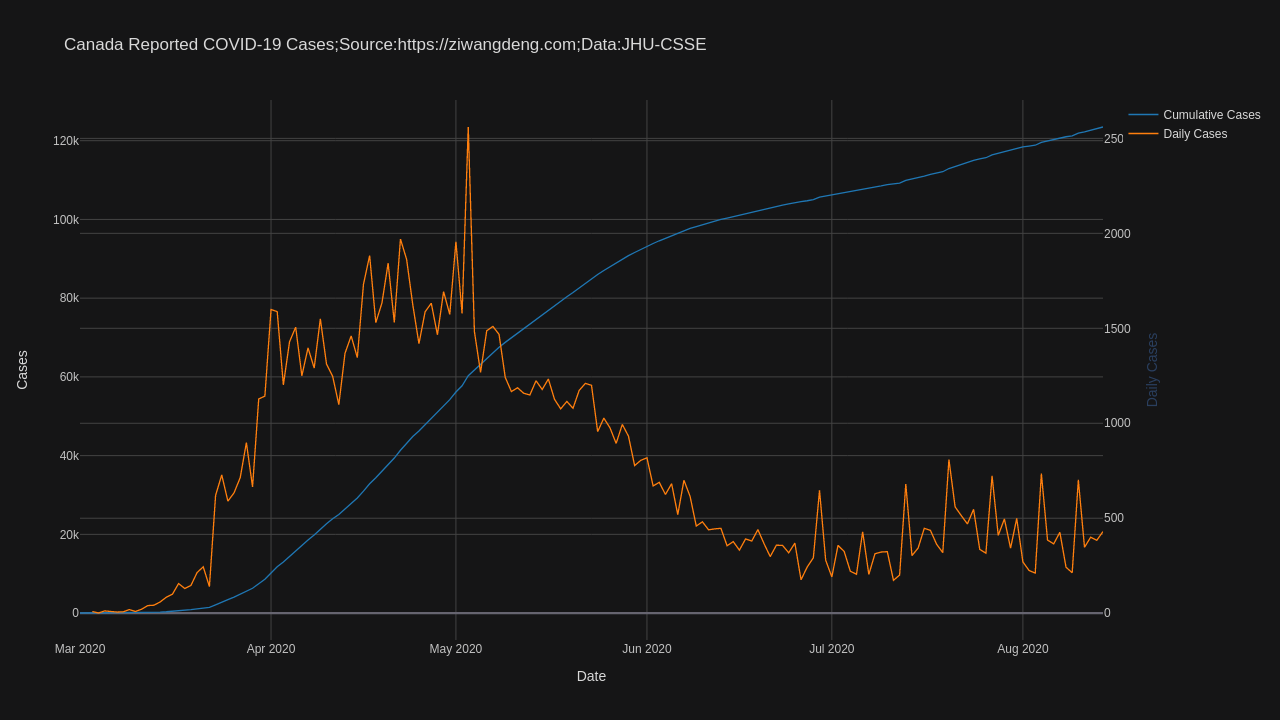 Canada Reported COVID-19 Cases;Source:https://ziwangdeng.com;Data:JHU-CSSE
Cumulative Cases
Daily Cases
120k
100k
80k
60k
40k
20k
0
Cases
250
2000
1500
1000
500
0
Daily Cases
Mar 2020
Apr 2020
May 2020
Jun 2020
Jul 2020
Aug 2020
Date